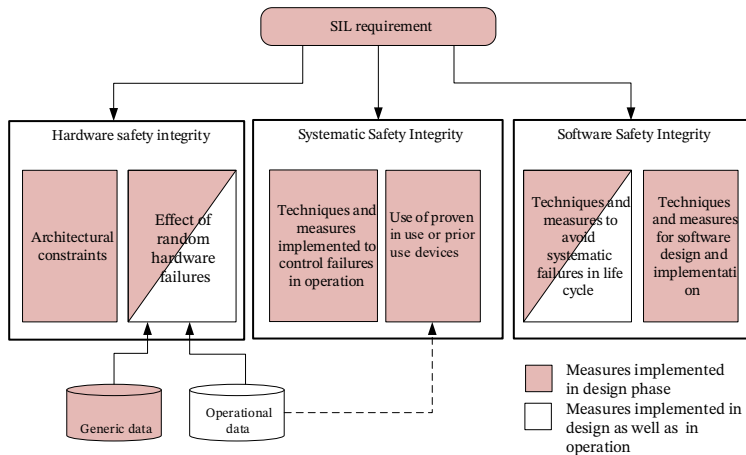 SIL requirement
Hardware safety integrity
Architectural
constraints
Effect of
random
hardware
failures
Systematic Safety Integrity
Techniques and
measures
implemented to
control failures
in operation
Use of proven
in use or prior
use devices
Software Safety Integrity
Techniques and
measures to
avoid
systematic
failures in life
cycle
Techniques
and measures
for software
design and
implementati
on
Generic data
Operational
data
Measures implemented
in design phase
Measures implemented in
design as well as in
operation